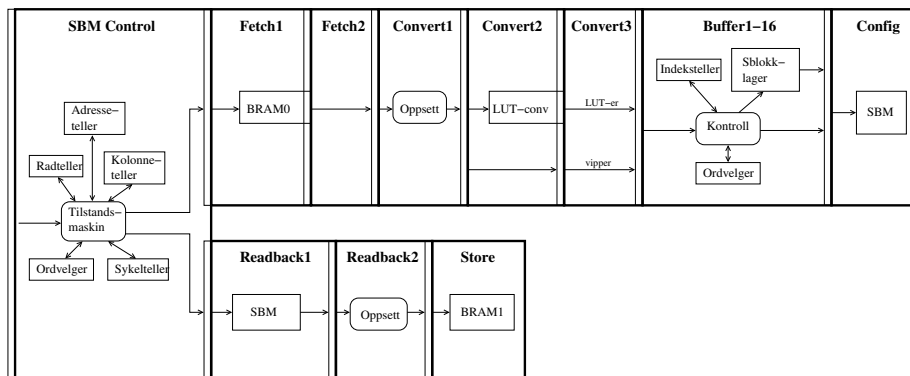 SBM Control
Fetch1
Fetch2
Convert1
Convert2
Convert3
Buffer1−16
Config
Adresse−
teller
Radteller
Kolonne−
teller
Tilstands−
maskin
Ordvelger
Sykelteller
BRAM0
Oppsett
LUT−conv
LUT−er
vipper
Indeksteller
Sblokk−
lager
Kontroll
Ordvelger
SBM
Readback1
Readback2
Store
SBM
Oppsett
BRAM1